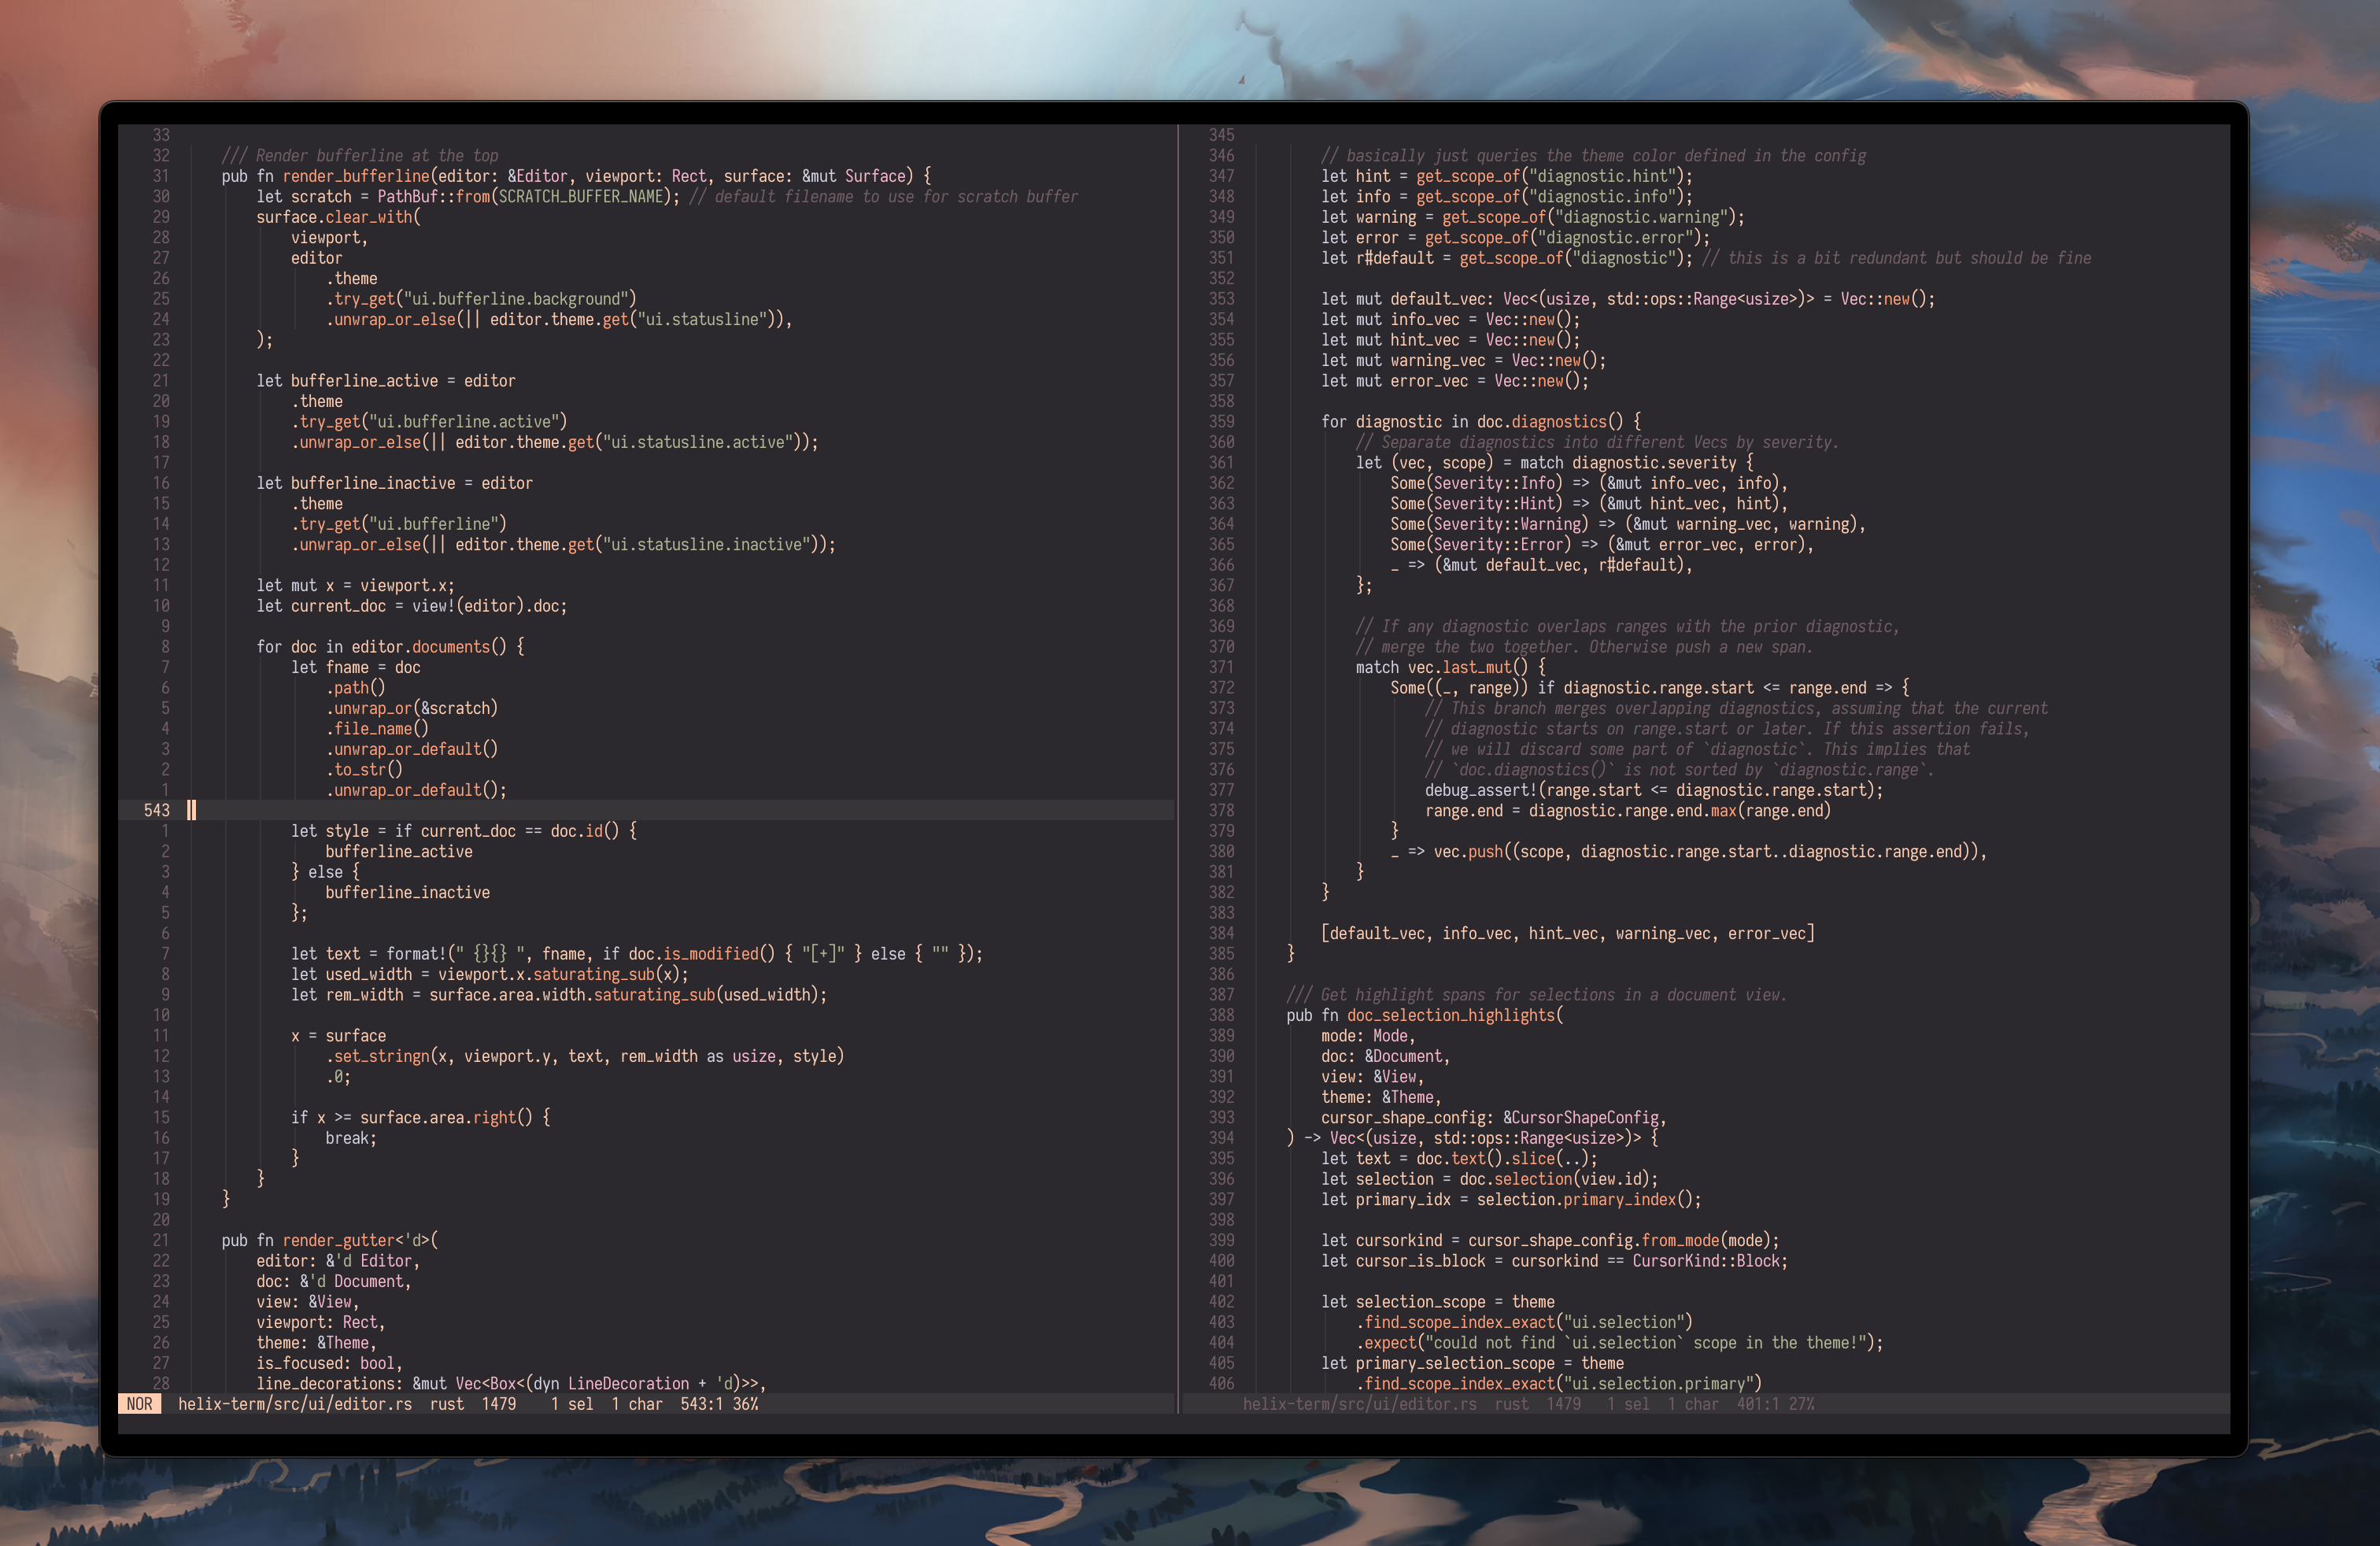 33
32 /// Render bufferline at the top
31 pub fn render_bufferline(editor: &Editor, viewport: Rect, surface: &mut Surface) {
30 let scratch = PathBuf::from(SCRATCH_BUFFER_NAME); // default filename to use for scratch buffer
29 surface.clear_with(
28 viewport,
27 editor
26 .theme
25 .try_get("ui.bufferline.background")
24 .unwrap_or_else(|| editor.theme.get("ui.statusline")),
23 );
22
21 let bufferline_active = editor
20 .theme
19 .try_get("ui.bufferline.active")
18 .unwrap_or_else(|| editor.theme.get("ui.statusline.active"));
17
16 let bufferline_inactive = editor
15 .theme
14 .try_get("ui.bufferline")
13 .unwrap_or_else(|| editor.theme.get("ui.statusline.inactive"));
12
11 let mut x = viewport.x;
10 let current_doc = view!(editor).doc;
9
8 for doc in editor.documents() {
7 let fname = doc
6 .path()
5 .unwrap_or(&scratch)
4 .file_name()
3 .unwrap_or_default()
2 .to_str()
1 .unwrap_or_default();
543
1 let style = if current_doc == doc.id() {
2 bufferline_active
3 } else {
4 bufferline_inactive
5 };
6
7 let text = format!(" {}{} ", fname, if doc.is_modified() { "[+]" } else { "" });
8 let used_width = viewport.x.saturating_sub(x);
9 let rem_width = surface.area.width.saturating_sub(used_width);
10
11 x = surface
12 .set_stringn(x, viewport.y, text, rem_width as usize, style)
13 .0;
14
15 if x >= surface.area.right() {
16 break;
17 }
18 }
19 }
20
21 pub fn render_gutter<'d>(
22 editor: &'d Editor,
23 doc: &'d Document,
24 view: &View,
25 viewport: Rect,
26 theme: &Theme,
27 is_focused: bool,
28 line_decorations: &mut Vec<Box<(dyn LineDecoration + 'd)>>,
NOR helix-term/src/ui/editor.rs rust 1479 1 sel 1 char 543:1 36%
345
346 // basically just queries the theme color defined in the config
347 let hint = get_scope_of("diagnostic.hint");
348 let info = get_scope_of("diagnostic.info");
349 let warning = get_scope_of("diagnostic.warning");
350 let error = get_scope_of("diagnostic.error");
351 let r#default = get_scope_of("diagnostic"); // this is a bit redundant but should be fine
352
353 let mut default_vec: Vec<(usize, std::ops::Range<usize>)> = Vec::new();
354 let mut info_vec = Vec::new();
355 let mut hint_vec = Vec::new();
356 let mut warning_vec = Vec::new();
357 let mut error_vec = Vec::new();
358
359 for diagnostic in doc.diagnostics() {
360 // Separate diagnostics into different Vecs by severity.
361 let (vec, scope) = match diagnostic.severity {
362 Some(Severity::Info) => (&mut info_vec, info),
363 Some(Severity::Hint) => (&mut hint_vec, hint),
364 Some(Severity::Warning) => (&mut warning_vec, warning),
365 Some(Severity::Error) => (&mut error_vec, error),
366 _ => (&mut default_vec, r#default),
367 };
368
369 // If any diagnostic overlaps ranges with the prior diagnostic,
370 // merge the two together. Otherwise push a new span.
371 match vec.last_mut() {
372 Some((_, range)) if diagnostic.range.start <= range.end => {
373 // This branch merges overlapping diagnostics, assuming that the current
374 // diagnostic starts on range.start or later. If this assertion fails,
375 // we will discard some part of `diagnostic`. This implies that
376 // `doc.diagnostics()` is not sorted by `diagnostic.range`.
377 debug_assert!(range.start <= diagnostic.range.start);
378 range.end = diagnostic.range.end.max(range.end)
379 }
380 _ => vec.push((scope, diagnostic.range.start..diagnostic.range.end)),
381 }
382 }
383
384 [default_vec, info_vec, hint_vec, warning_vec, error_vec]
385 }
386
387 /// Get highlight spans for selections in a document view.
388 pub fn doc_selection_highlights(
389 mode: Mode,
390 doc: &Document,
391 view: &View,
392 theme: &Theme,
393 cursor_shape_config: &CursorShapeConfig,
394 ) -> Vec<(usize, std::ops::Range<usize>)> {
395 let text = doc.text().slice(..);
396 let selection = doc.selection(view.id);
397 let primary_idx = selection.primary_index();
398
399 let cursorkind = cursor_shape_config.from_mode(mode);
400 let cursor_is_block = cursorkind == CursorKind::Block;
401
402 let selection_scope = theme
403 .find_scope_index_exact("ui.selection")
404 .expect("could not find `ui.selection` scope in the theme!");
405 let primary_selection_scope = theme
406 .find_scope_index_exact("ui.selection.primary")
helix-term/src/ui/editor.rs rust 1479 1 sel 1 char 401:1 27%